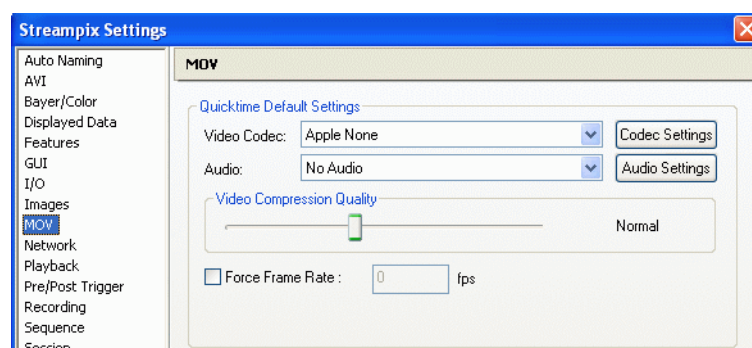 Streampix Settings
Auto Naming
AVI
Bayer/Color
Displayed Data
Features
GUI
I/O
Images
MOV
Network
Playback
Pre/Post Trigger
Recording
Sequence
Session
MOV
Quicktime Default Settings
Video Codec: Apple None Codec Settings
Audio: No Audio Audio Settings
Video Compression Quality
Normal
Force Frame Rate : 0 fps